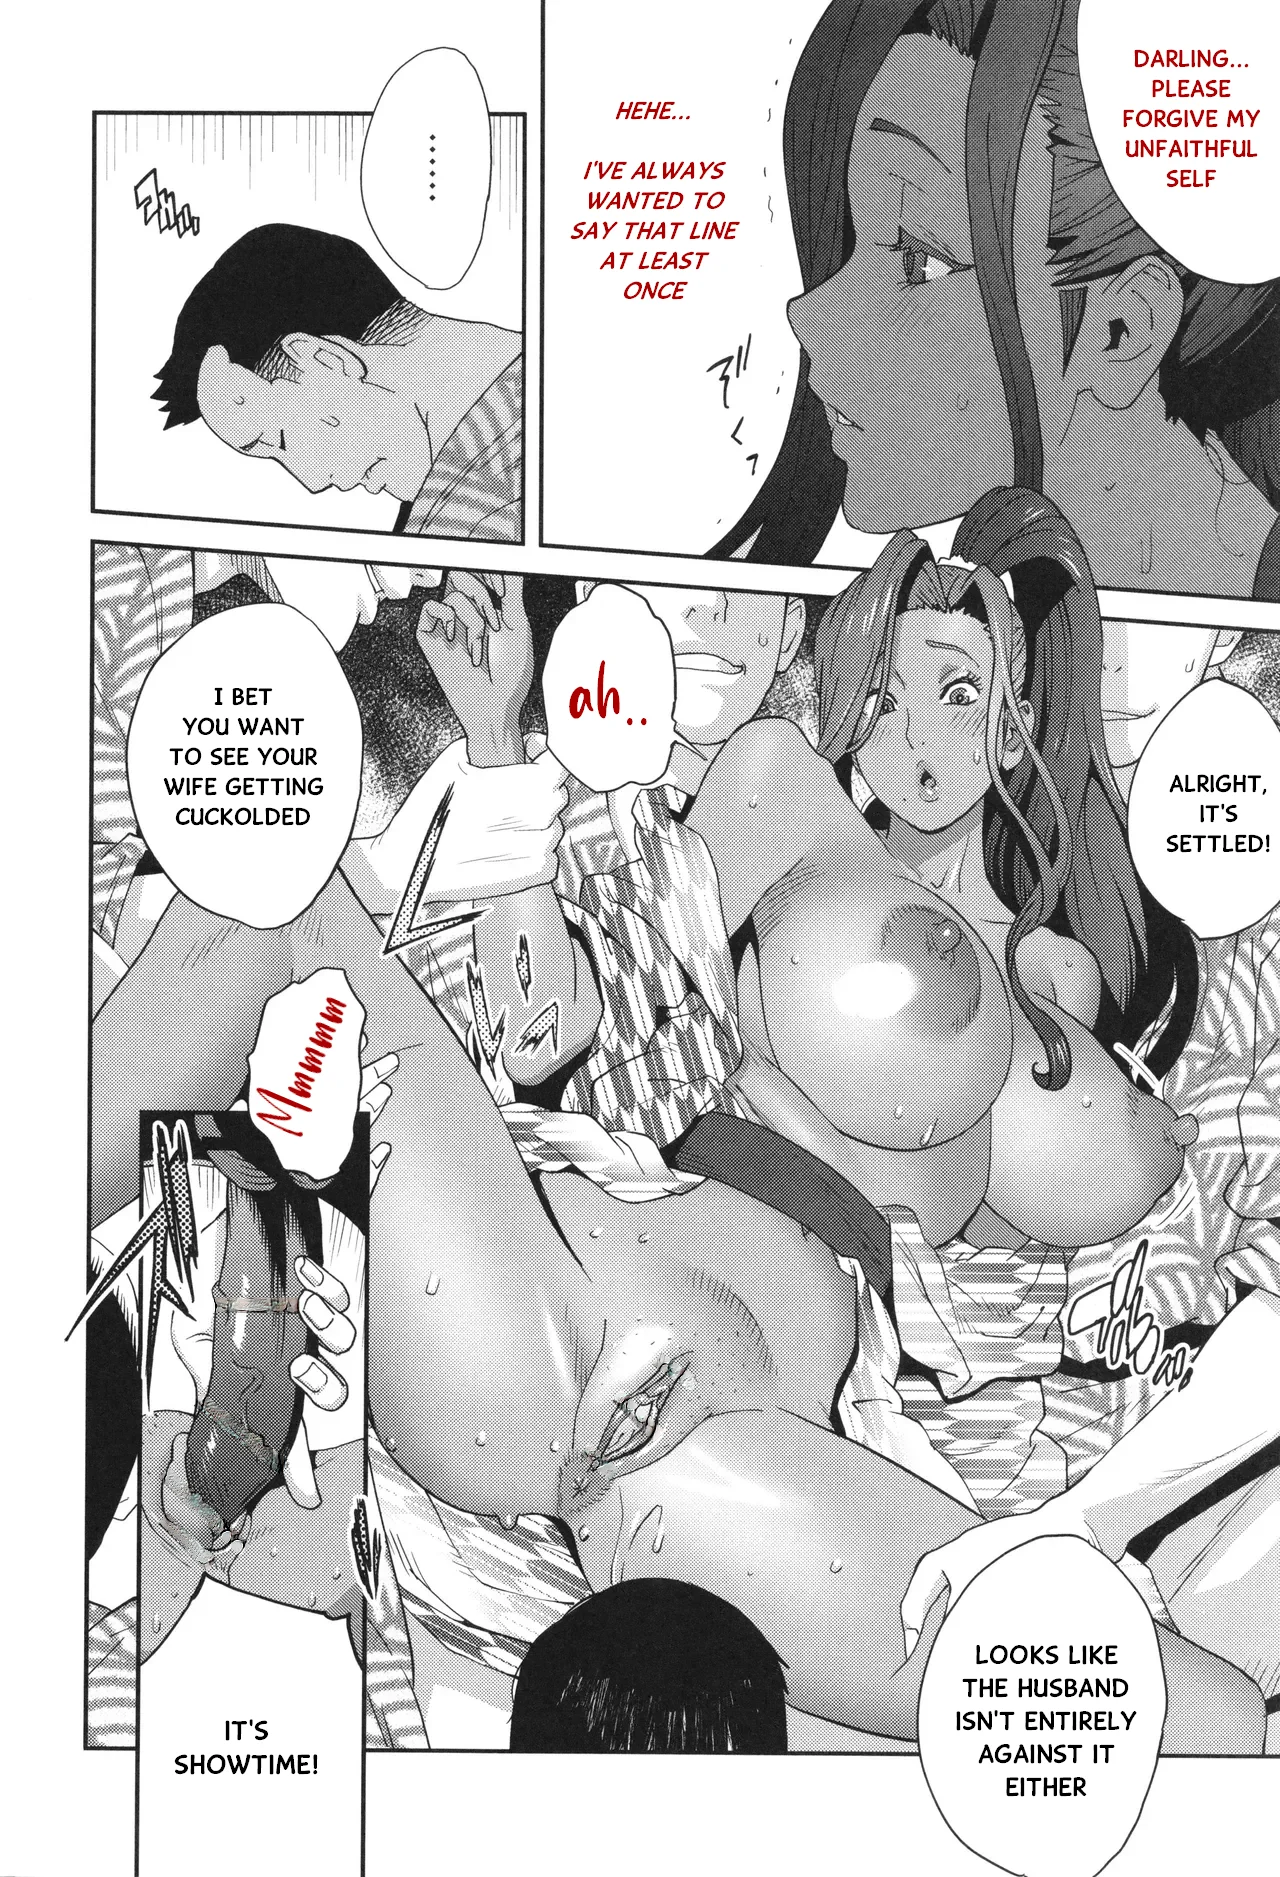 DARLING...
PLEASE
FORGIVE MY
UNFAITHFUL
SELF
HEHE...
I'VE ALWAYS
WANTED TO
SAY THAT LINE
AT LEAST
ONCE
......
ah..
I BET
YOU WANT
TO SEE YOUR
WIFE GETTING
CUCKOLDED
ALRIGHT,
IT'S
SETTLED!
Mmmmm
LOOKS LIKE
THE HUSBAND
ISN'T ENTIRELY
AGAINST IT
EITHER
IT'S
SHOWTIME!